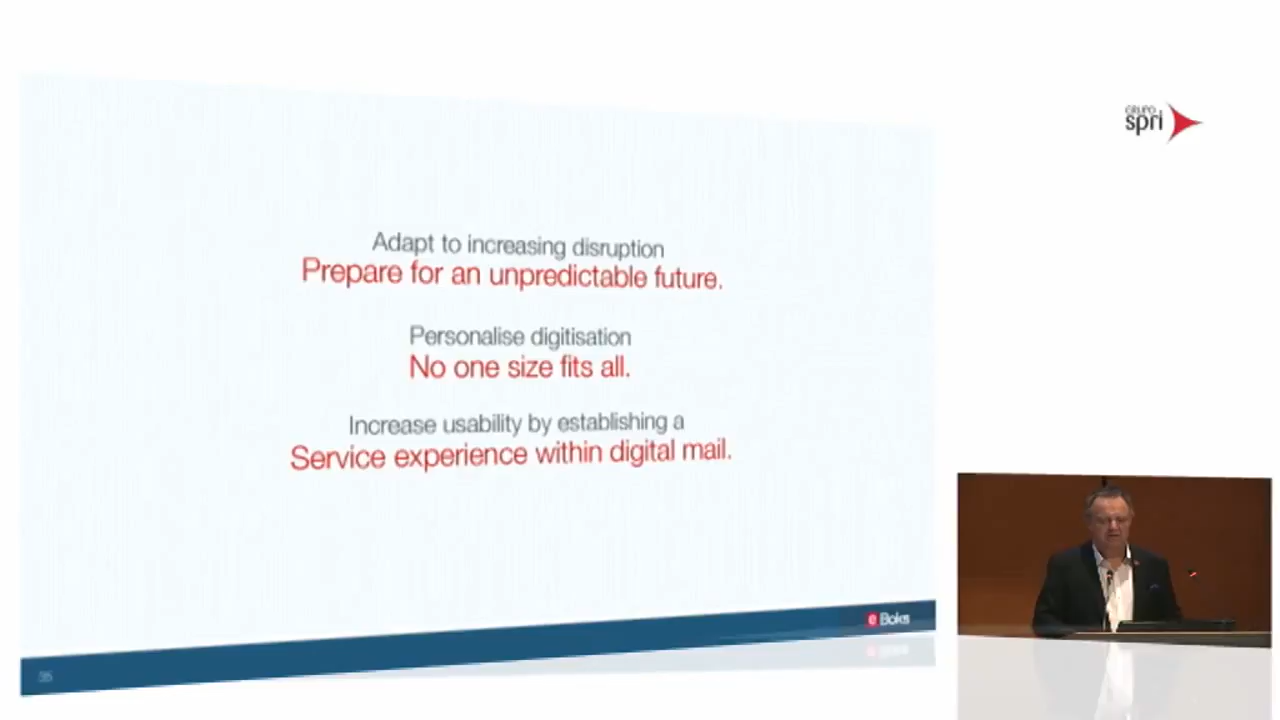 GRUPO
spri
Adapt to increasing disruption
Prepare for an unpredictable future.
Personalise digitisation
No one size fits all.
Increase usability by establishing a
Service experience within digital mail.
e Boks